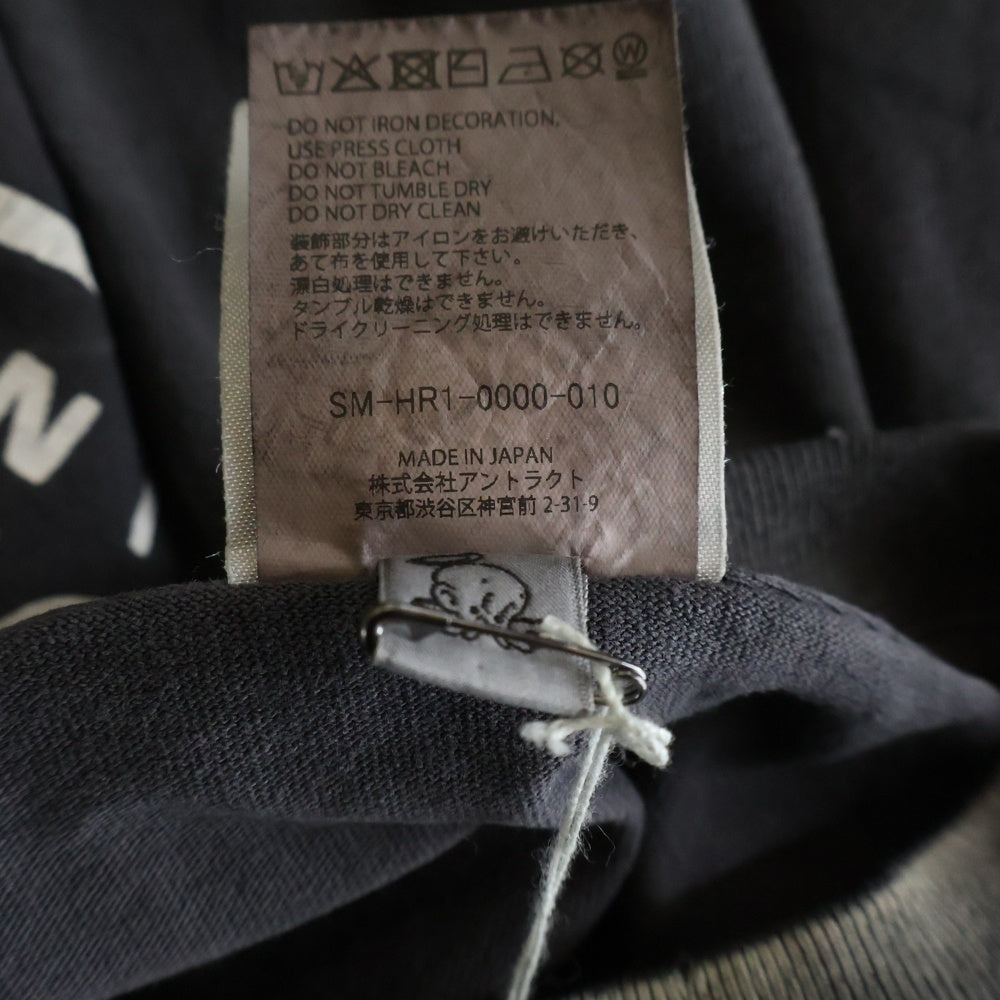 W
DO NOT IRON DECORATION.
USE PRESS CLOTH
DO NOT BLEACH
DO NOT TUMBLE DRY
DO NOT DRY CLEAN
装飾部分はアイロンをお避けいただき、
あて布を使用して下さい。
漂白処理はできません。
タンブル乾燥はできません。
ドライクリーニング処理はできません。
SM-HR1-0000-010
MADE IN JAPAN
株式会社アントラクト
東京都渋谷区神宮前 2-31-9
N